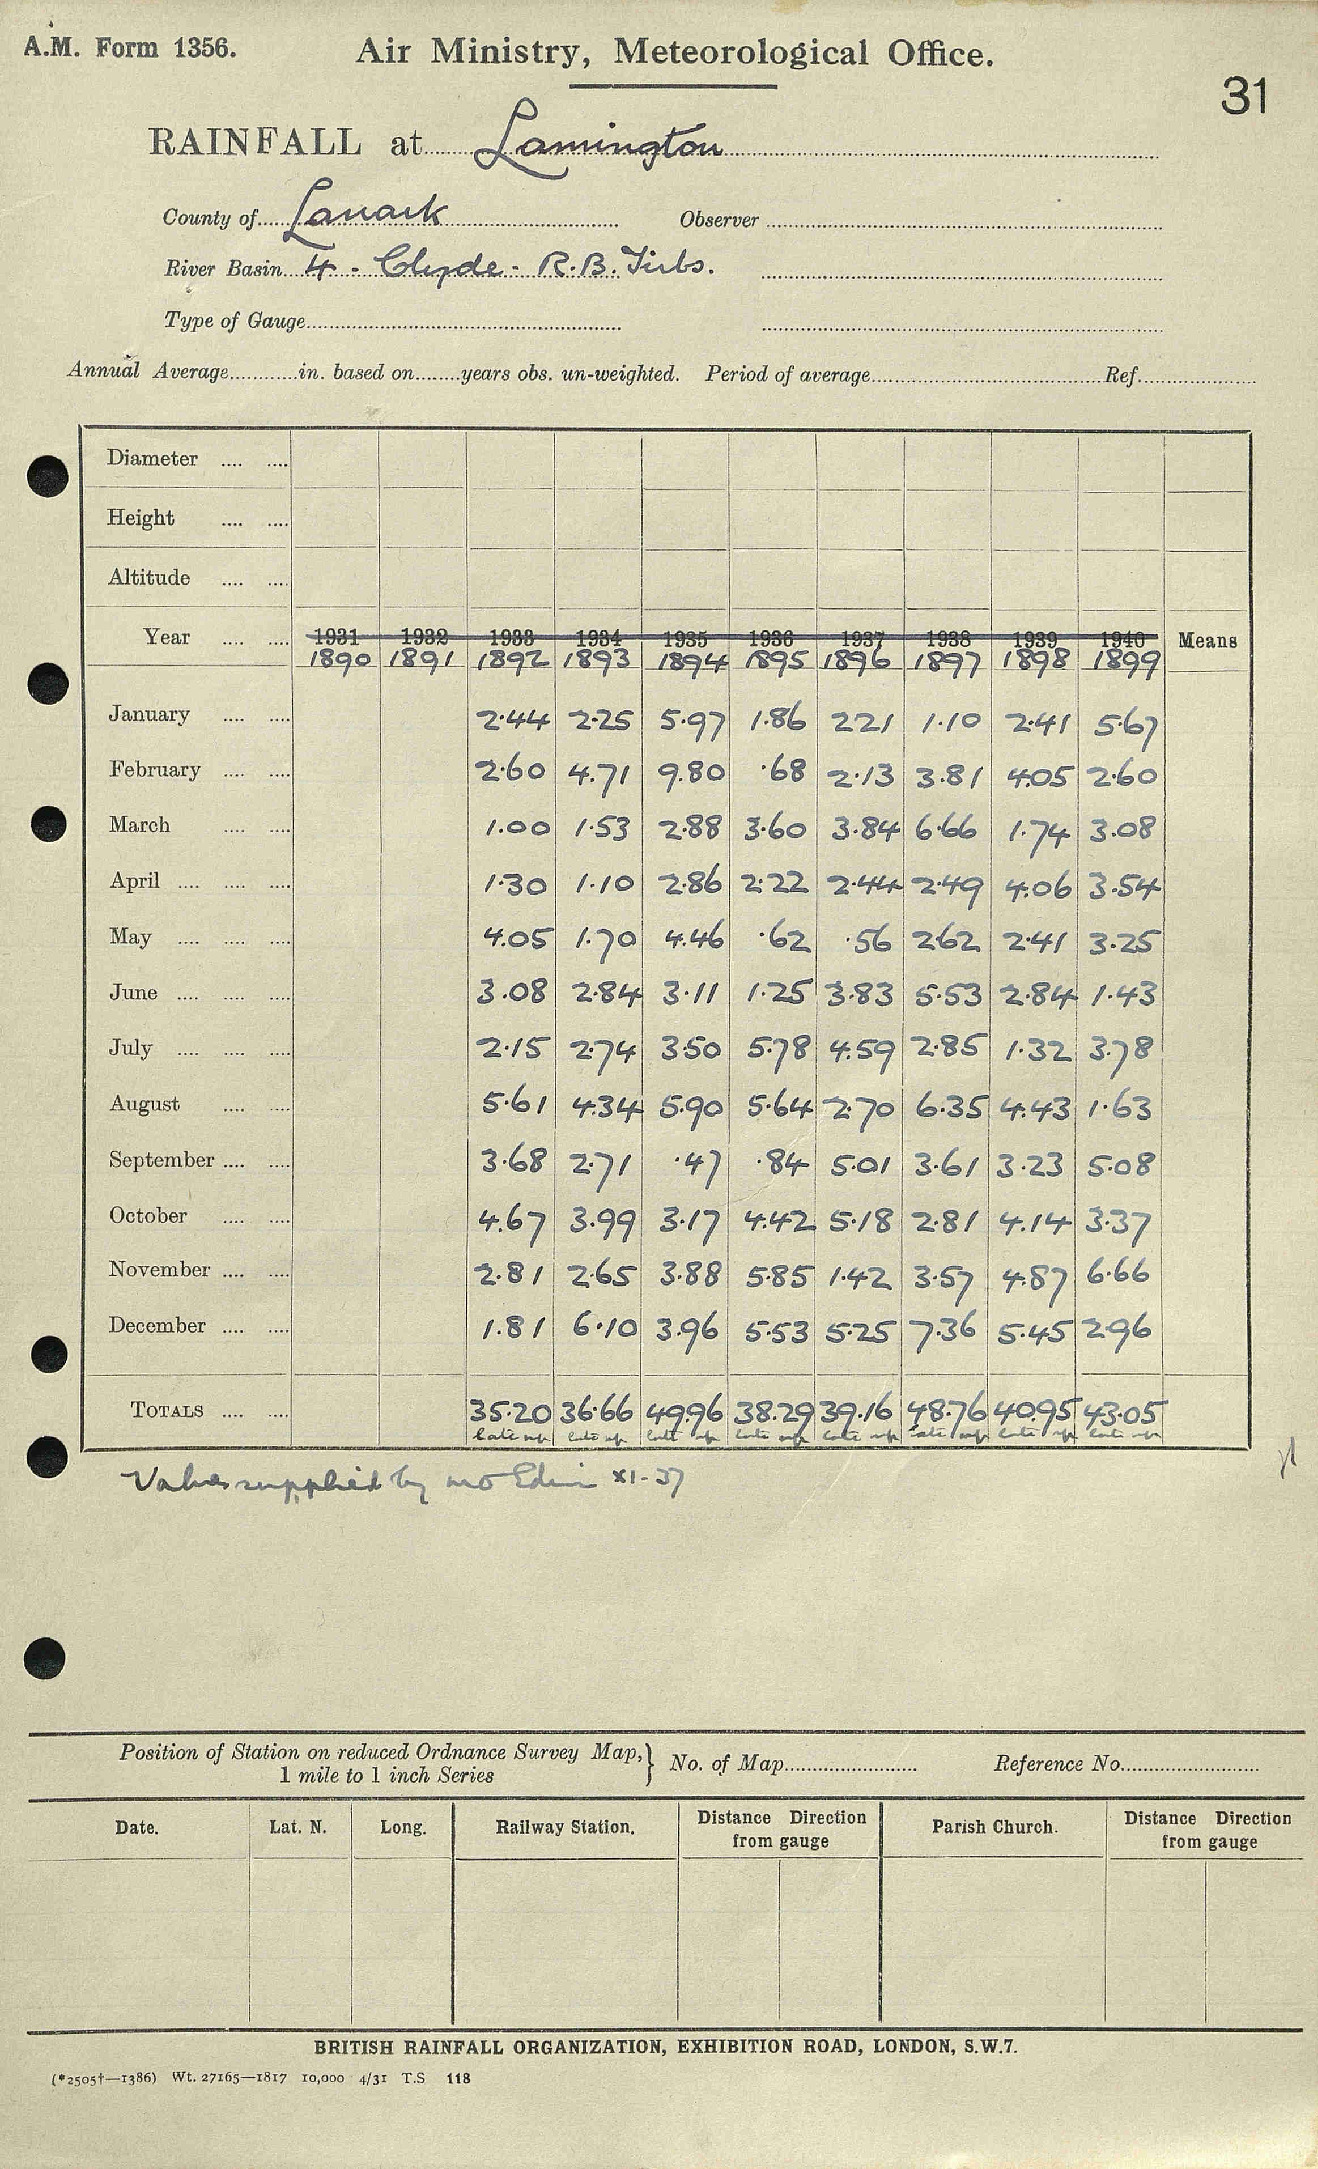 A.M. Form 1356.
Air Ministry, Meteorological Office.
31
RAINFALL at Lamington
County of Lanark Observer
River Basin 4 - Clyde - R.B. Tirbs.
Type of Gauge
Annual Average in. based on years obs. un-weighted. Period of average Ref.
Diameter
Height
Altitude
Year 1931 1932 1933 1934 1935 1936 1937 1938 1939 1940 Means
1890 1891 1892 1893 1894 1895 1896 1897 1898 1899
January 2.44 2.25 5.97 1.86 2.21 1.10 2.41 5.67
February 2.60 4.71 9.80 .68 2.13 3.81 4.05 2.60
March 1.00 1.53 2.88 3.60 3.84 6.66 1.74 3.08
April 1.30 1.10 2.86 2.22 2.44 2.49 4.06 3.54
May 4.05 1.70 4.46 .62 .56 2.62 2.41 3.25
June 3.08 2.84 3.11 1.25 3.83 5.53 2.84 1.43
July 2.15 2.74 3.50 5.78 4.59 2.85 1.32 3.78
August 5.61 4.34 5.90 5.64 2.70 6.35 4.43 1.63
September 3.68 2.71 .47 .84 5.01 3.61 3.23 5.08
October 4.67 3.99 3.17 4.42 5.18 2.81 4.14 3.37
November 2.81 2.65 3.88 5.85 1.42 3.57 4.87 6.66
December 1.81 6.10 3.96 5.53 5.25 7.36 5.45 2.96
TOTALS 35.20 36.66 49.96 38.29 39.16 48.76 40.95 43.05
Values supplied by MO Edin XI-37
Position of Station on reduced Ordnance Survey Map, } No. of Map Reference No.
1 mile to 1 inch Series
Date. Lat. N. Long. Railway Station. Distance Direction from gauge Parish Church. Distance Direction from gauge
BRITISH RAINFALL ORGANIZATION, EXHIBITION ROAD, LONDON, S.W.7.
(*2505†—1386) Wt. 27165—1817 10,000 4/31 T.S 118